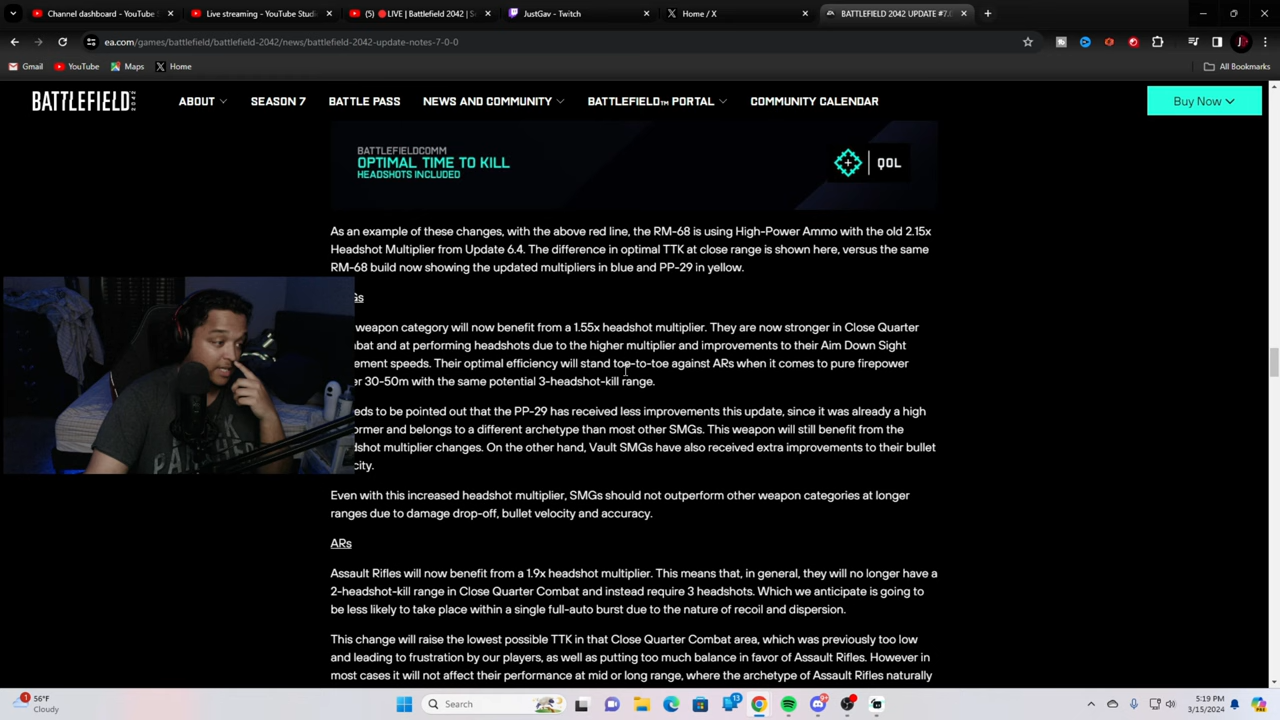 Channel dashboard - YouTube S
Live streaming - YouTube Studi
(5) LIVE | Battlefield 2042 | S
JustGav - Twitch
Home / X
BATTLEFIELD 2042 UPDATE #7.0
ea.com/games/battlefield/battlefield-2042/news/battlefield-2042-update-notes-7-0-0
Gmail
YouTube
Maps
Home
All Bookmarks
BATTLEFIELD
ABOUT
SEASON 7
BATTLE PASS
NEWS AND COMMUNITY
BATTLEFIELD™ PORTAL
COMMUNITY CALENDAR
Buy Now
BATTLEFIELDCOMM
OPTIMAL TIME TO KILL
HEADSHOTS INCLUDED
QOL
As an example of these changes, with the above red line, the RM-68 is using High-Power Ammo with the old 2.15x
Headshot Multiplier from Update 6.4. The difference in optimal TTK at close range is shown here, versus the same
RM-68 build now showing the updated multipliers in blue and PP-29 in yellow.
Gs
weapon category will now benefit from a 1.55x headshot multiplier. They are now stronger in Close Quarter
bat and at performing headshots due to the higher multiplier and improvements to their Aim Down Sight
ement speeds. Their optimal efficiency will stand toe-to-toe against ARs when it comes to pure firepower
r 30-50m with the same potential 3-headshot-kill range.
eds to be pointed out that the PP-29 has received less improvements this update, since it was already a high
ormer and belongs to a different archetype than most other SMGs. This weapon will still benefit from the
dshot multiplier changes. On the other hand, Vault SMGs have also received extra improvements to their bullet
city.
Even with this increased headshot multiplier, SMGs should not outperform other weapon categories at longer
ranges due to damage drop-off, bullet velocity and accuracy.
ARs
Assault Rifles will now benefit from a 1.9x headshot multiplier. This means that, in general, they will no longer have a
2-headshot-kill range in Close Quarter Combat and instead require 3 headshots. Which we anticipate is going to
be less likely to take place within a single full-auto burst due to the nature of recoil and dispersion.
This change will raise the lowest possible TTK in that Close Quarter Combat area, which was previously too low
and leading to frustration by our players, as well as putting too much balance in favor of Assault Rifles. However in
most cases it will not affect their performance at mid or long range, where the archetype of Assault Rifles naturally
56°F
Cloudy
Search
5:19 PM
3/15/2024